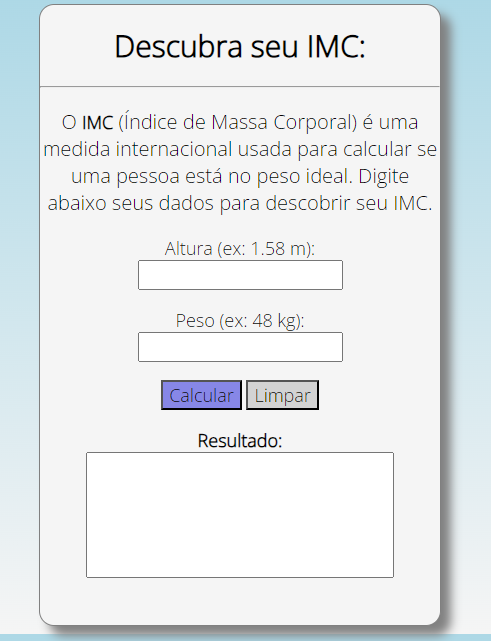 Descubra seu IMC:
O IMC (Índice de Massa Corporal) é uma
medida internacional usada para calcular se
uma pessoa está no peso ideal. Digite
abaixo seus dados para descobrir seu IMC.
Altura (ex: 1.58 m):
Peso (ex: 48 kg):
Calcular Limpar
Resultado: